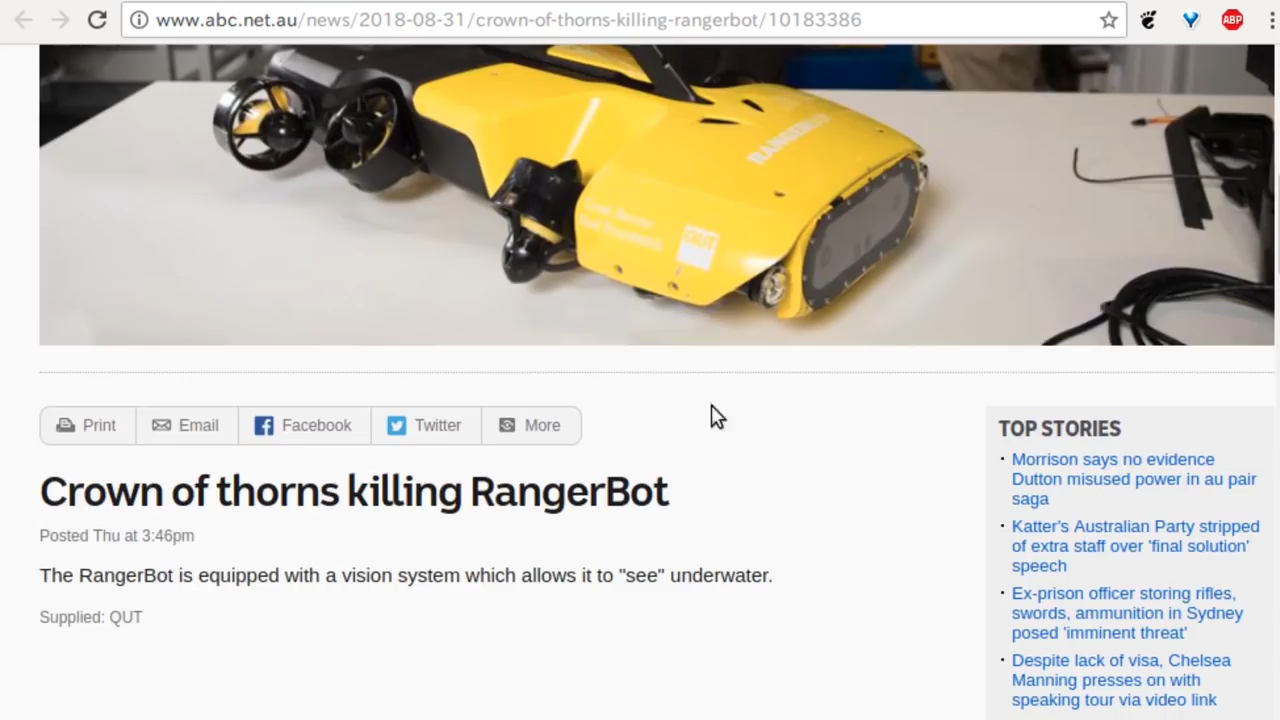 www.abc.net.au/news/2018-08-31/crown-of-thorns-killing-rangerbot/10183386
ABP
RANGERBOT
QUT
Print
Email
Facebook
Twitter
More
Crown of thorns killing RangerBot
Posted Thu at 3:46pm
The RangerBot is equipped with a vision system which allows it to "see" underwater.
Supplied: QUT
TOP STORIES
Morrison says no evidence
Dutton misused power in au pair
saga
Katter's Australian Party stripped
of extra staff over 'final solution'
speech
Ex-prison officer storing rifles,
swords, ammunition in Sydney
posed 'imminent threat'
Despite lack of visa, Chelsea
Manning presses on with
speaking tour via video link